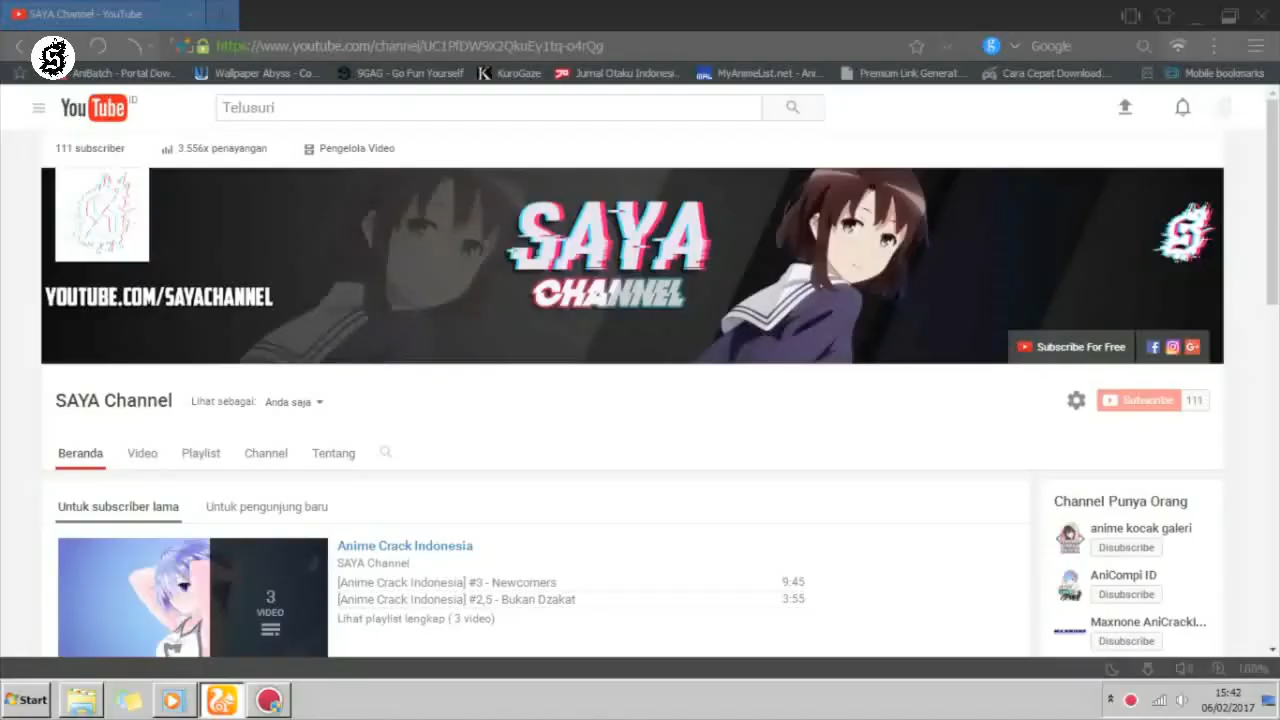 SAYA Channel - YouTube
https://www.youtube.com/channel/UC1PfDW9X2QkuEy1tq-o4rQg
Google
AniBatch - Portal Dow...
Wallpaper Abyss - Co...
9GAG - Go Fun Yourself
KuroGaze
Jurnal Otaku Indonesi...
MyAnimeList.net - Ani...
Premium Link Generat...
Cara Cepat Download...
Mobile bookmarks
YouTube ID
Telusuri
111 subscriber
3.556x penayangan
Pengelola Video
SAYA
CHANNEL
YOUTUBE.COM/SAYACHANNEL
Subscribe For Free
SAYA Channel
Lihat sebagai:
Anda saja
Subscribe
111
Beranda
Video
Playlist
Channel
Tentang
Untuk subscriber lama
Untuk pengunjung baru
3
VIDEO
Anime Crack Indonesia
SAYA Channel
[Anime Crack Indonesia] #3 - Newcomers 9:45
[Anime Crack Indonesia] #2,5 - Bukan Dzakat 3:55
Lihat playlist lengkap ( 3 video)
Channel Punya Orang
anime kocak galeri
Disubscribe
AniCompi ID
Disubscribe
Maxnone AniCrackI...
Disubscribe
100%
Start
15:42
06/02/2017